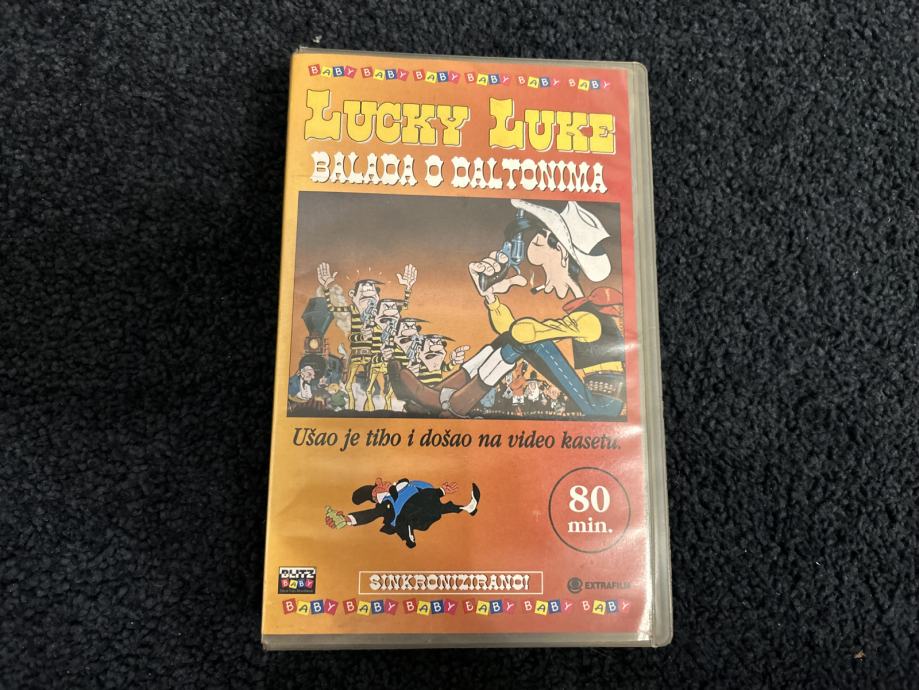 BABY BABY BABY BABY BABY BABY
LUCKY LUKE
BALADA O DALTONIMA
Ušao je tiho i došao na video kasetu.
80
min.
BLITZ
BABY
SINKRONIZIRANO!
EXTRAFILM
BABY BABY BABY BABY BABY BABY